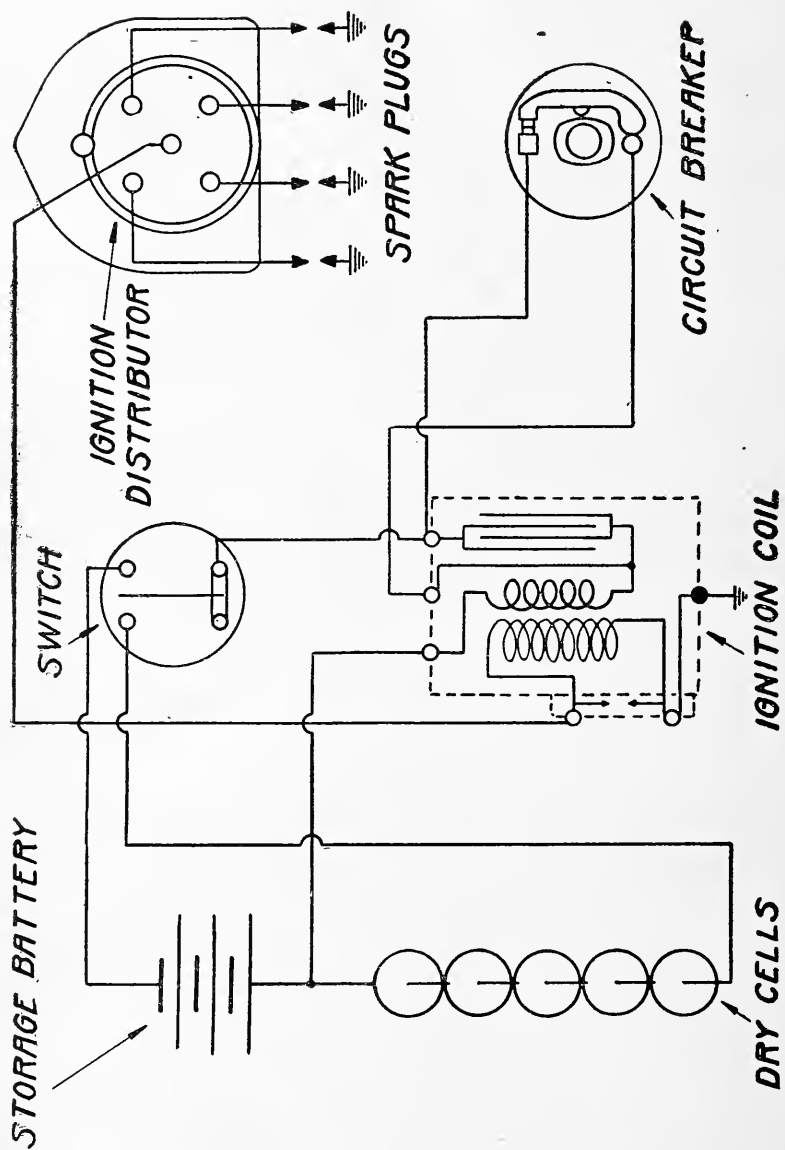 STORAGE BATTERY
SWITCH
IGNITION
DISTRIBUTOR
SPARK PLUGS
DRY CELLS
IGNITION COIL
CIRCUIT BREAKER